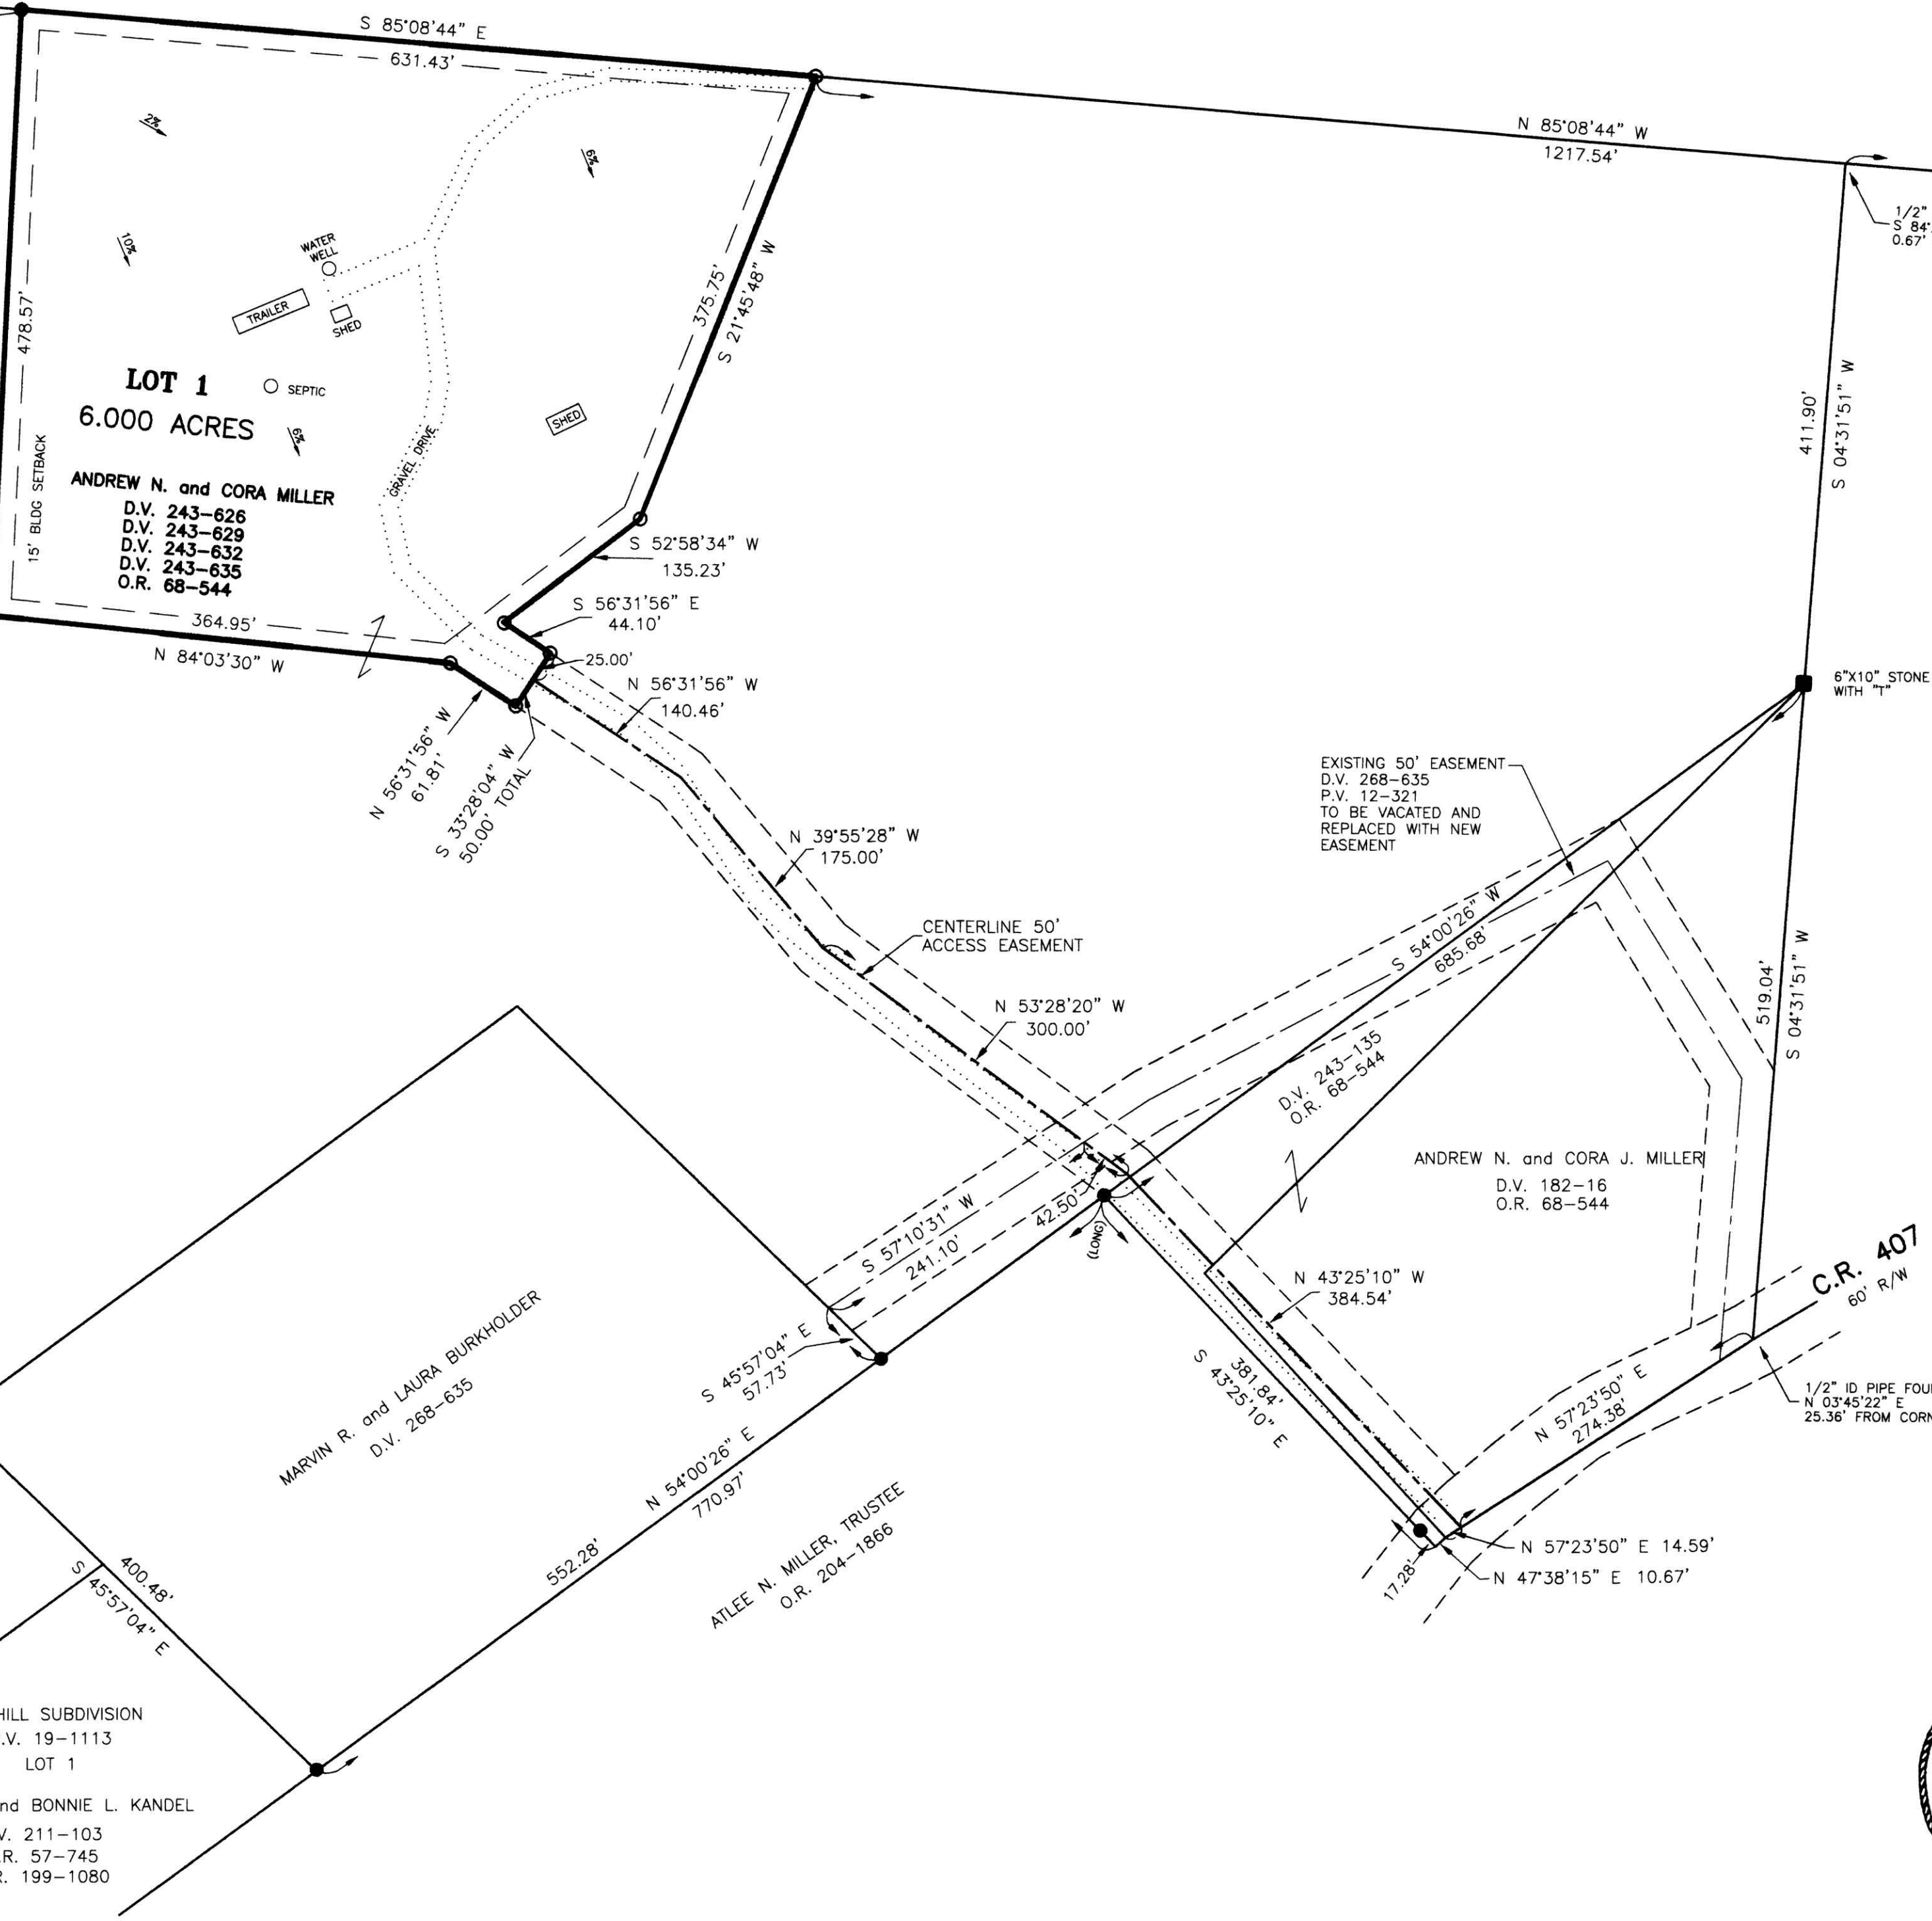 S 85°08'44" E
631.43'
N 85°08'44" W
1217.54'
1/2"
S 84°
0.67'
2%
6%
10%
WATER
WELL
TRAILER
SHED
375.75'
S 21°45'48" W
478.57'
15' BLDG SETBACK
LOT 1
6.000 ACRES
SEPTIC
6%
SHED
GRAVEL DRIVE
ANDREW N. and CORA MILLER
D.V. 243-626
D.V. 243-629
D.V. 243-632
D.V. 243-635
O.R. 68-544
411.90'
S 04°31'51" W
S 52°58'34" W
135.23'
S 56°31'56" E
44.10'
364.95'
N 84°03'30" W
25.00'
N 56°31'56" W
140.46'
6"X10" STONE
WITH "T"
N 56°31'56" W
61.81'
S 33°28'04" W
50.00' TOTAL
EXISTING 50' EASEMENT
D.V. 268-635
P.V. 12-321
TO BE VACATED AND
REPLACED WITH NEW
EASEMENT
N 39°55'28" W
175.00'
CENTERLINE 50'
ACCESS EASEMENT
S 54°00'26" W
685.68'
519.04'
S 04°31'51" W
N 53°28'20" W
300.00'
D.V. 243-135
O.R. 68-544
ANDREW N. and CORA J. MILLER
D.V. 182-16
O.R. 68-544
S 57°10'31" W
241.10'
42.50'
(LONG)
C.R. 407
60' R/W
N 43°25'10" W
384.54'
MARVIN R. and LAURA BURKHOLDER
D.V. 268-635
S 45°57'04" E
57.73'
381.84'
S 43°25'10" E
N 57°23'50" E
274.38'
1/2" ID PIPE FOU
N 03°45'22" E
25.36' FROM CORN
N 54°00'26" E
770.97'
ATLEE N. MILLER, TRUSTEE
O.R. 204-1866
552.28'
N 57°23'50" E 14.59'
N 47°38'15" E 10.67'
17.28'
400.48'
S 45°57'04" E
HILL SUBDIVISION
.V. 19-1113
LOT 1
nd BONNIE L. KANDEL
V. 211-103
.R. 57-745
R. 199-1080